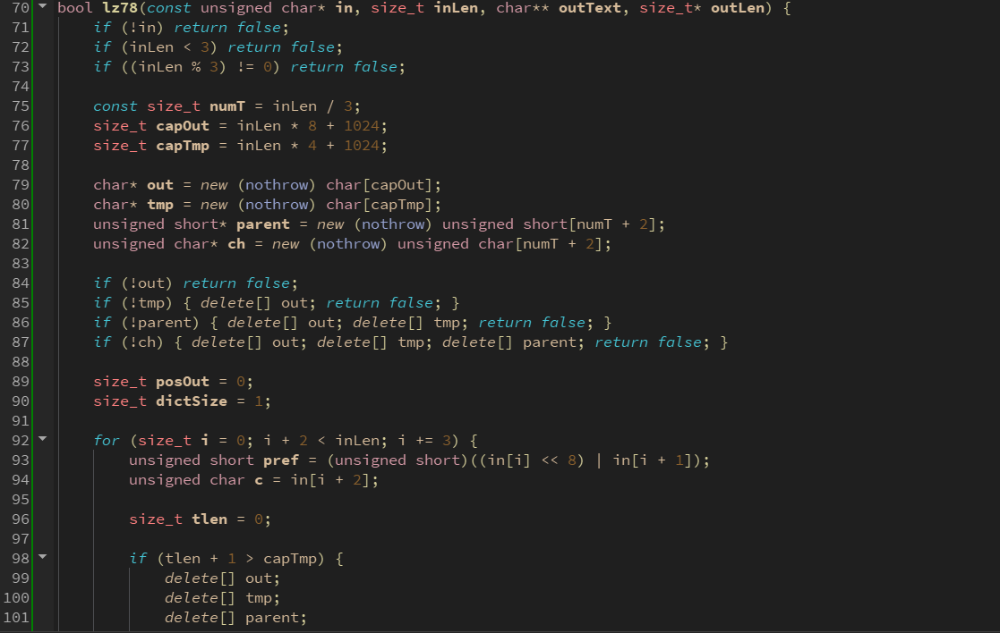 70 bool lz78(const unsigned char* in, size_t inLen, char** outText, size_t* outLen) {
71 if (!in) return false;
72 if (inLen < 3) return false;
73 if ((inLen % 3) != 0) return false;
74
75 const size_t numT = inLen / 3;
76 size_t capOut = inLen * 8 + 1024;
77 size_t capTmp = inLen * 4 + 1024;
78
79 char* out = new (nothrow) char[capOut];
80 char* tmp = new (nothrow) char[capTmp];
81 unsigned short* parent = new (nothrow) unsigned short[numT + 2];
82 unsigned char* ch = new (nothrow) unsigned char[numT + 2];
83
84 if (!out) return false;
85 if (!tmp) { delete[] out; return false; }
86 if (!parent) { delete[] out; delete[] tmp; return false; }
87 if (!ch) { delete[] out; delete[] tmp; delete[] parent; return false; }
88
89 size_t posOut = 0;
90 size_t dictSize = 1;
91
92 for (size_t i = 0; i + 2 < inLen; i += 3) {
93 unsigned short pref = (unsigned short)((in[i] << 8) | in[i + 1]);
94 unsigned char c = in[i + 2];
95
96 size_t tlen = 0;
97
98 if (tlen + 1 > capTmp) {
99 delete[] out;
100 delete[] tmp;
101 delete[] parent;